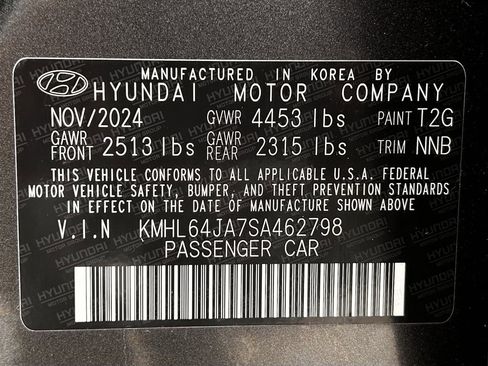 MANUFACTURED IN KOREA BY
HYUNDAI MOTOR COMPANY
NOV/2024 GVWR 4453 lbs PAINT T2G
GAWR FRONT 2513 lbs GAWR REAR 2315 lbs TRIM NNB
THIS VEHICLE CONFORMS TO ALL APPLICABLE U.S.A. FEDERAL
MOTOR VEHICLE SAFETY, BUMPER, AND THEFT PREVENTION STANDARDS
IN EFFECT ON THE DATE OF MANUFACTURE SHOWN ABOVE.
V.I.N KMHL64JA7SA462798
PASSENGER CAR